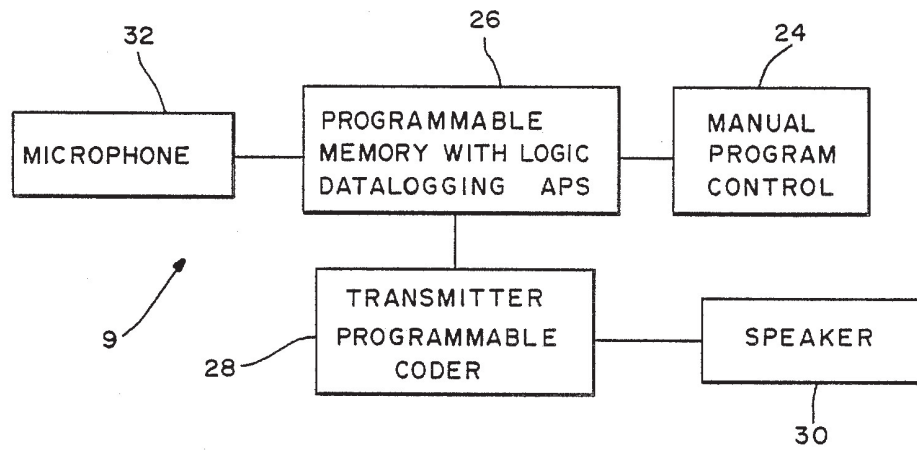 32
26
24
MICROPHONE
PROGRAMMABLE
MEMORY WITH LOGIC
DATALOGGING APS
MANUAL
PROGRAM
CONTROL
9
28
TRANSMITTER
PROGRAMMABLE
CODER
SPEAKER
30